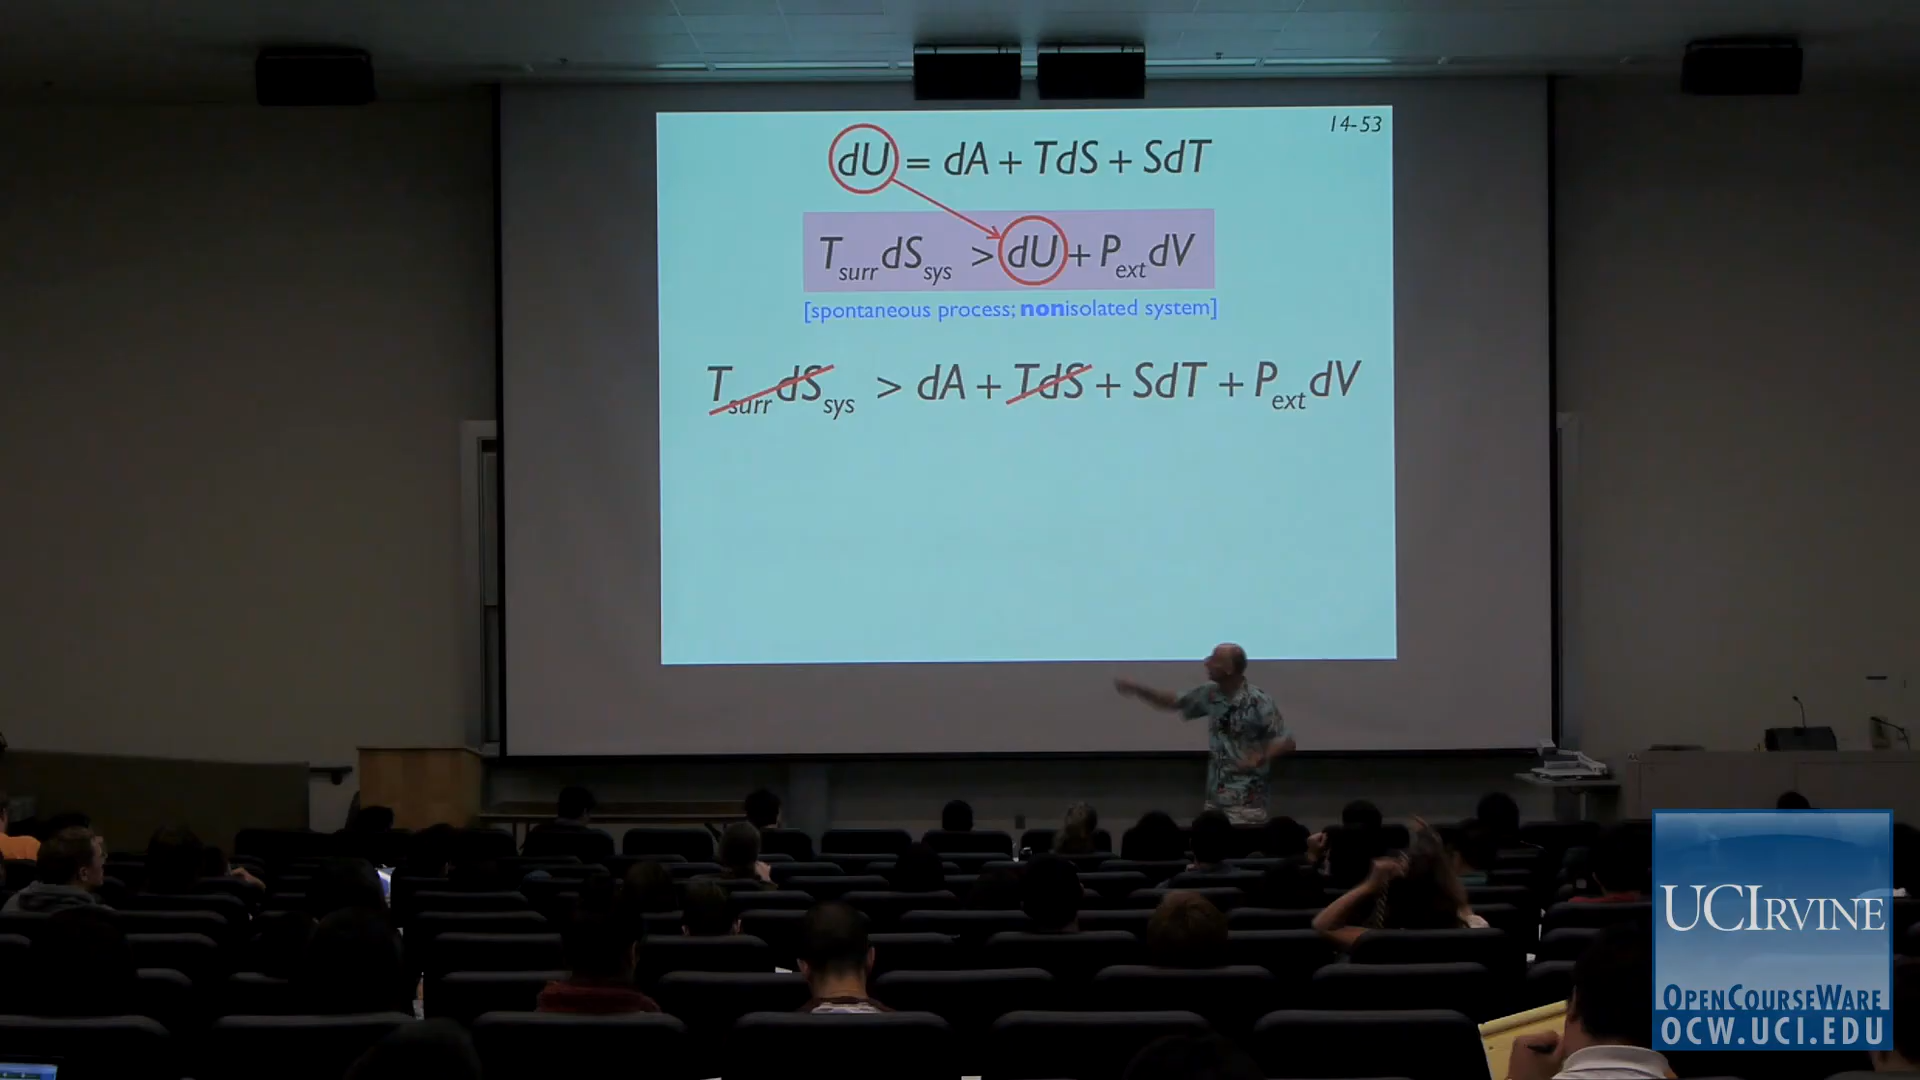 14-53
dU = dA + TdS + SdT
T_surr dS_sys > dU + P_ext dV
[spontaneous process; nonisolated system]
T_surr dS_sys > dA + TdS + SdT + P_ext dV
UCIRVINE
OPENCOURSEWARE
OCW.UCI.EDU